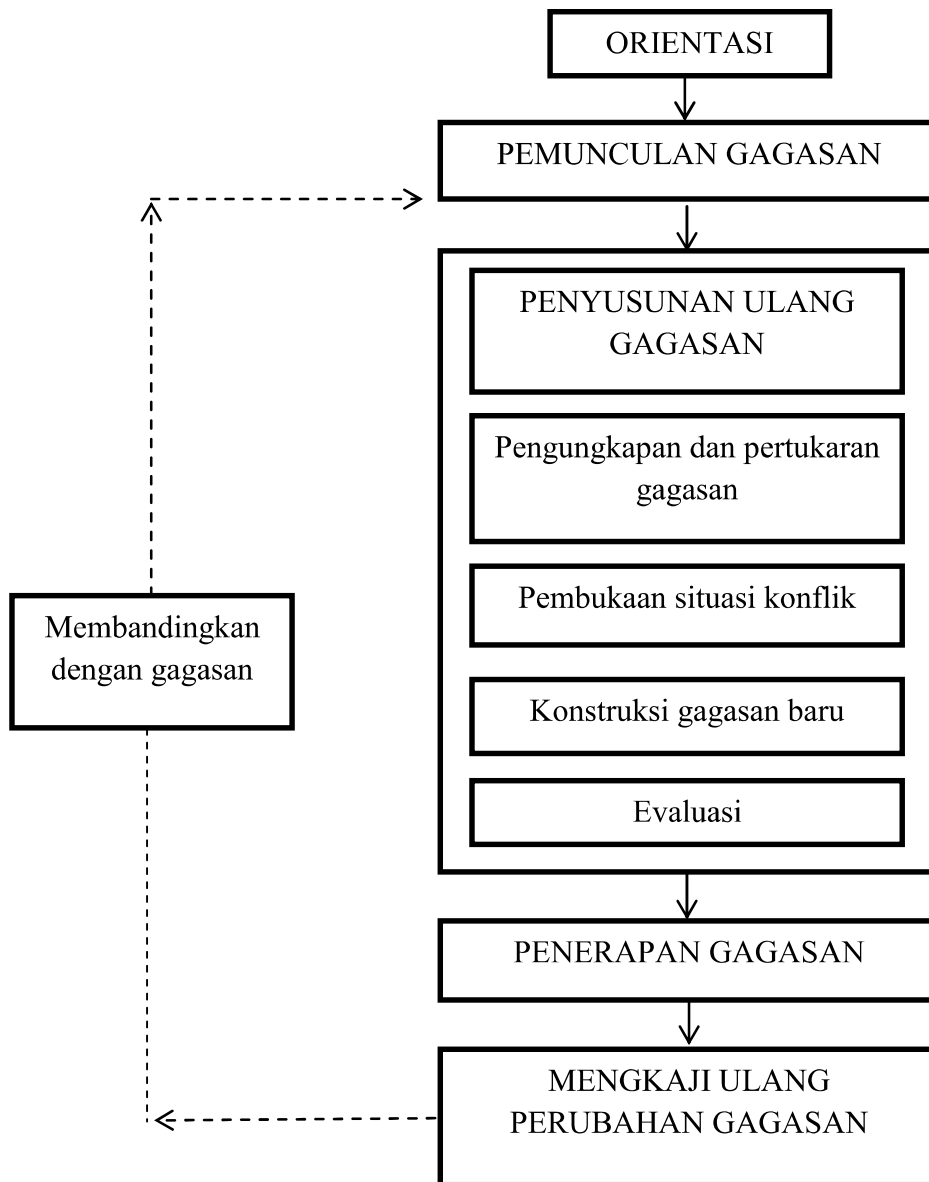 ORIENTASI
PEMUNCULAN GAGASAN
PENYUSUNAN ULANG
GAGASAN
Pengungkapan dan pertukaran
gagasan
Pembukaan situasi konflik
Membandingkan
dengan gagasan
Konstruksi gagasan baru
Evaluasi
PENERAPAN GAGASAN
MENGKAJI ULANG
PERUBAHAN GAGASAN